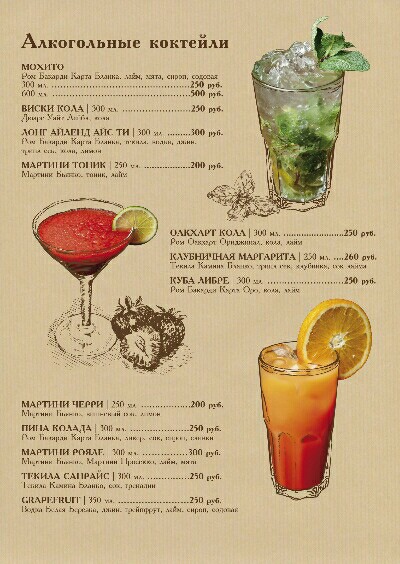 Алкогольные коктейли
МОХИТО
Ром Бакарди Карта Бланка, лайм, мята, сироп, содовая
300 мл. 250 руб.
600 мл. 500 руб.
ВИСКИ КОЛА | 300 мл. 250 руб.
Дюарс Уайт Лейбл, кола
ЛОНГ АЙЛЕНД АЙС ТИ | 300 мл. 300 руб.
Ром Бакарди Карта Бланка, текила, водка, джин,
трипл сек, кола, лимон
МАРТИНИ ТОНИК | 250 мл. 200 руб.
Мартини Бьянко, тоник, лайм
ОАКХАРТ КОЛА | 300 мл. 250 руб.
Ром Оакхарт Ориджинал, кола, лайм
КЛУБНИЧНАЯ МАРГАРИТА | 250 мл. 260 руб.
Текила Камино Бланко, трипл сек, клубника, сок лайма
КУБА ЛИБРЕ | 300 мл. 250 руб.
Ром Бакарди Карта Оро, кола, лайм
МАРТИНИ ЧЕРРИ | 250 мл. 200 руб.
Мартини Бьянко, вишневый сок, лимон
ПИНА КОЛАДА | 300 мл. 250 руб.
Ром Бакарди Карта Бланка, ликер, сок, сироп, сливки
МАРТИНИ РОЯЛЕ | 300 мл. 300 руб.
Мартини Бьянко, Мартини Просекко, лайм, мята
ТЕКИЛА САНРАЙС | 300 мл. 250 руб.
Текила Камино Бланко, сок, гренадин
GRAPEFRUIT | 350 мл. 250 руб.
Водка Белая Березка, джин, грейпфрут, лайм, сироп, содовая